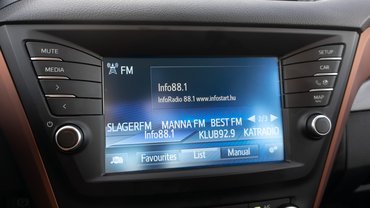 MUTE
MEDIA
FM
Info88.1
InfoRadio 88.1 www.infostart.hu
SLAGERFM MANNA FM BEST FM 2/3
Info88.1 KLUB92.9 KATRADIO
Favourites List Manual
SETUP
CAR
MAP